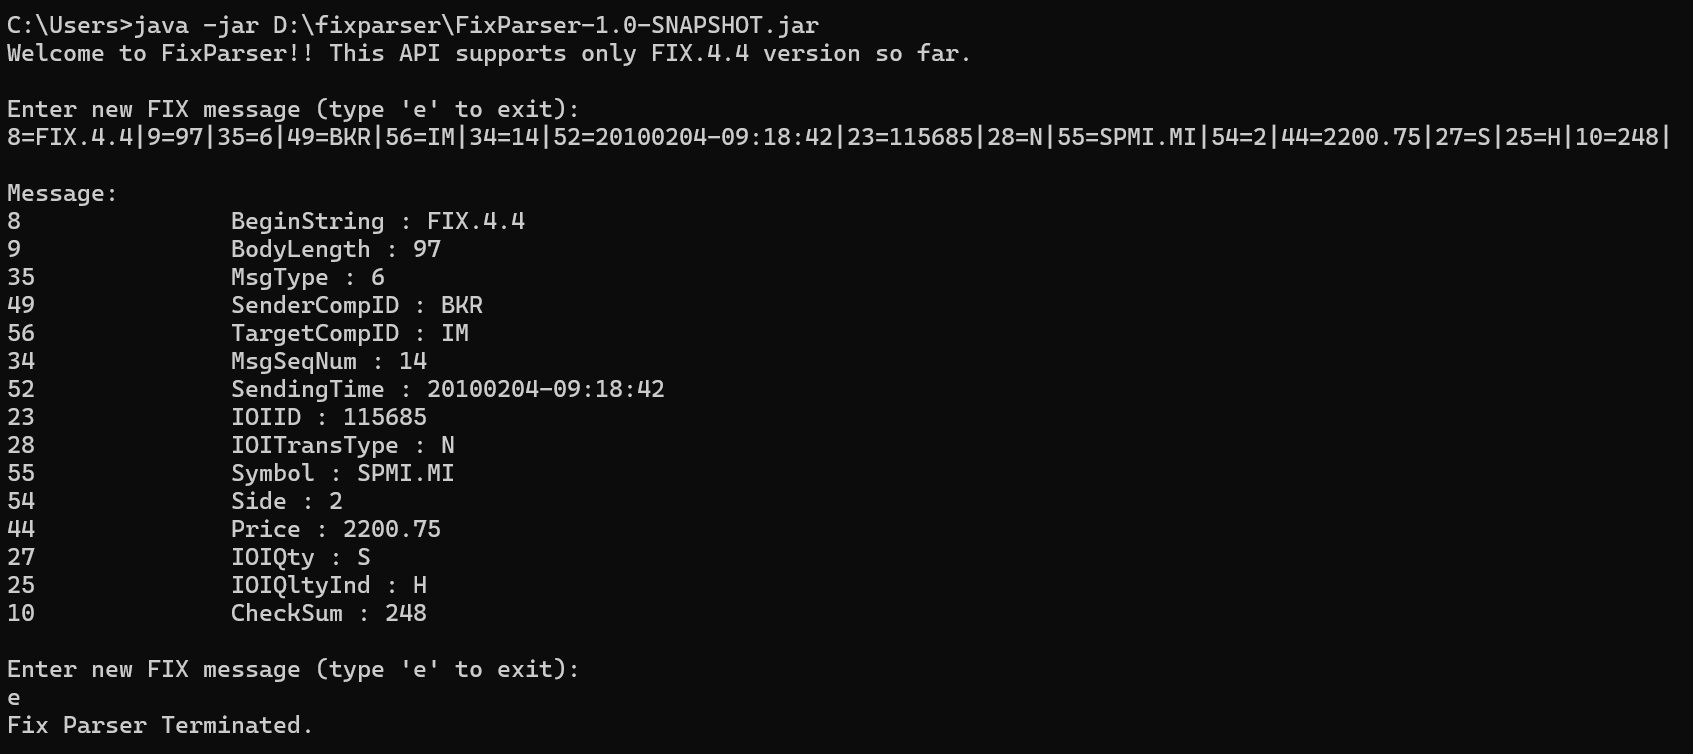 C:\Users>java -jar D:\fixparser\FixParser-1.0-SNAPSHOT.jar
Welcome to FixParser!! This API supports only FIX.4.4 version so far.
Enter new FIX message (type 'e' to exit):
8=FIX.4.4|9=97|35=6|49=BKR|56=IM|34=14|52=20100204-09:18:42|23=115685|28=N|55=SPMI.MI|54=2|44=2200.75|27=S|25=H|10=248|
Message:
8 BeginString : FIX.4.4
9 BodyLength : 97
35 MsgType : 6
49 SenderCompID : BKR
56 TargetCompID : IM
34 MsgSeqNum : 14
52 SendingTime : 20100204-09:18:42
23 IOIID : 115685
28 IOITransType : N
55 Symbol : SPMI.MI
54 Side : 2
44 Price : 2200.75
27 IOIQty : S
25 IOIQltyInd : H
10 CheckSum : 248
Enter new FIX message (type 'e' to exit):
e
Fix Parser Terminated.